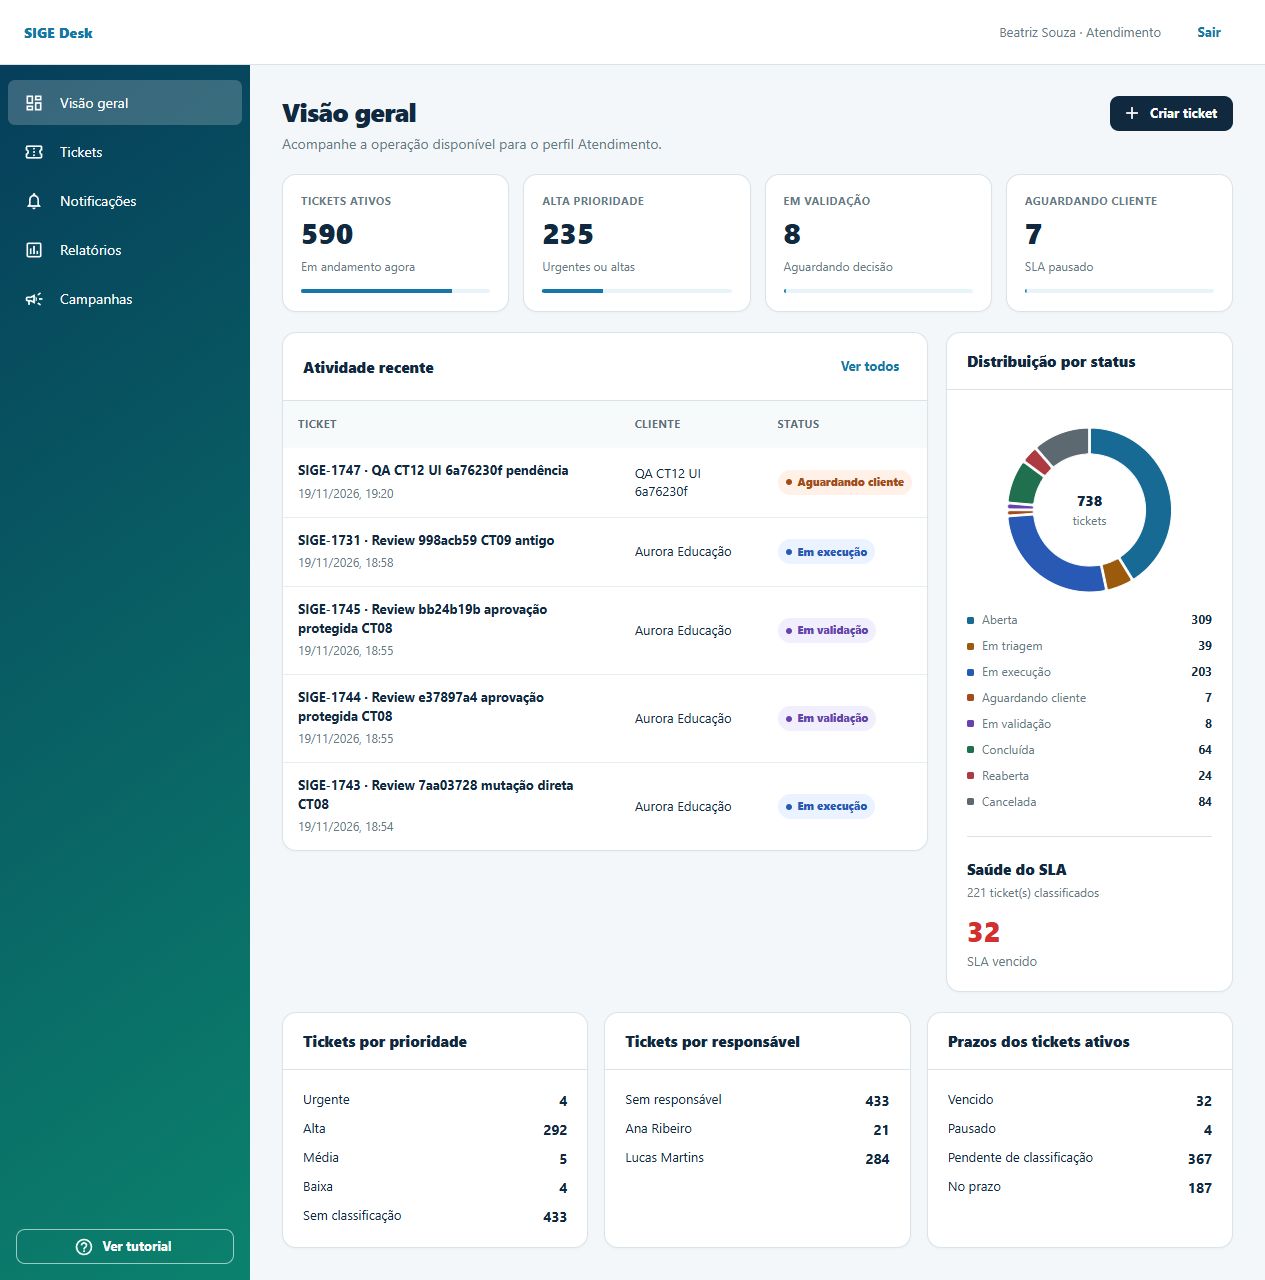 SIGE Desk
Beatriz Souza · Atendimento
Sair
Visão geral
Tickets
Notificações
Relatórios
Campanhas
Ver tutorial
Visão geral
Acompanhe a operação disponível para o perfil Atendimento.
Criar ticket
TICKETS ATIVOS
590
Em andamento agora
ALTA PRIORIDADE
235
Urgentes ou altas
EM VALIDAÇÃO
8
Aguardando decisão
AGUARDANDO CLIENTE
7
SLA pausado
Atividade recente
Ver todos
TICKET CLIENTE STATUS
SIGE-1747 · QA CT12 UI 6a76230f pendência
19/11/2026, 19:20
QA CT12 UI
6a76230f
Aguardando cliente
SIGE-1731 · Review 998acb59 CT09 antigo
19/11/2026, 18:58
Aurora Educação
Em execução
SIGE-1745 · Review bb24b19b aprovação
protegida CT08
19/11/2026, 18:55
Aurora Educação
Em validação
SIGE-1744 · Review e37897a4 aprovação
protegida CT08
19/11/2026, 18:55
Aurora Educação
Em validação
SIGE-1743 · Review 7aa03728 mutação direta
CT08
19/11/2026, 18:54
Aurora Educação
Em execução
Distribuição por status
738
tickets
Aberta 309
Em triagem 39
Em execução 203
Aguardando cliente 7
Em validação 8
Concluída 64
Reaberta 24
Cancelada 84
Saúde do SLA
221 ticket(s) classificados
32
SLA vencido
Tickets por prioridade
Urgente 4
Alta 292
Média 5
Baixa 4
Sem classificação 433
Tickets por responsável
Sem responsável 433
Ana Ribeiro 21
Lucas Martins 284
Prazos dos tickets ativos
Vencido 32
Pausado 4
Pendente de classificação 367
No prazo 187